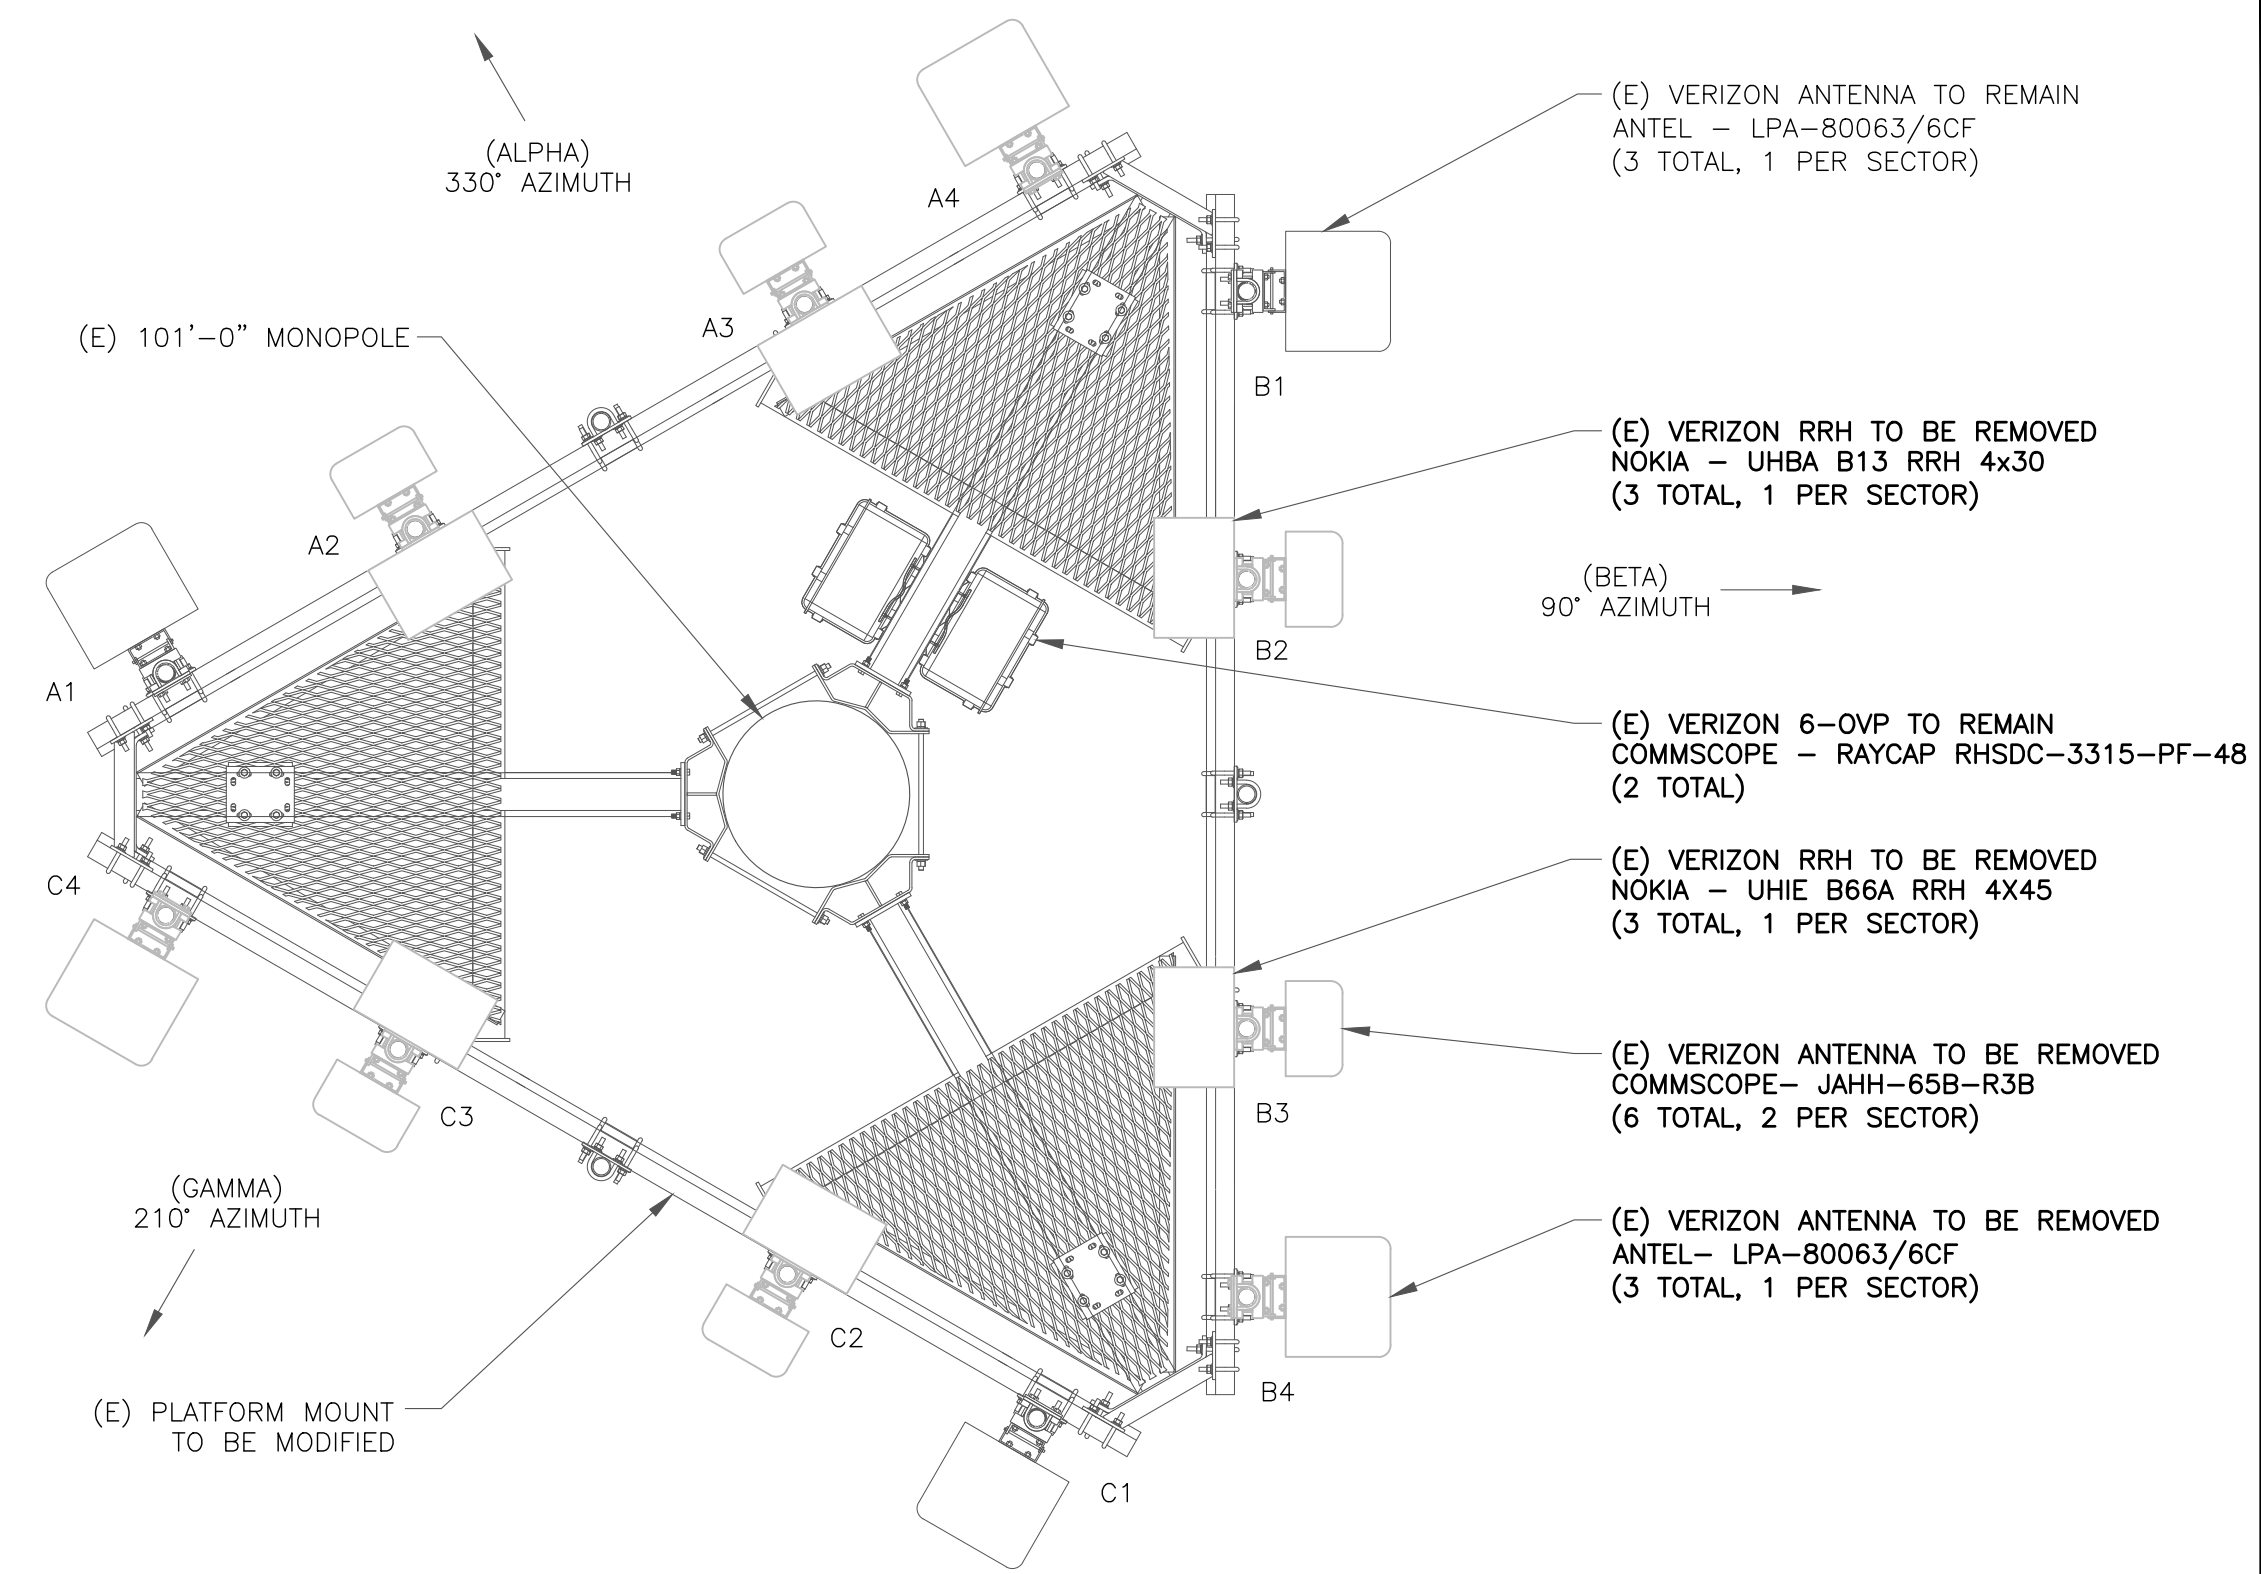 (ALPHA)
330° AZIMUTH
A4
A3
(E) 101'-0" MONOPOLE
A2
A1
C4
C3
(GAMMA)
210° AZIMUTH
C2
(E) PLATFORM MOUNT
TO BE MODIFIED
C1
B1
B2
B3
B4
(E) VERIZON ANTENNA TO REMAIN
ANTEL - LPA-80063/6CF
(3 TOTAL, 1 PER SECTOR)
(E) VERIZON RRH TO BE REMOVED
NOKIA - UHBA B13 RRH 4x30
(3 TOTAL, 1 PER SECTOR)
(BETA)
90° AZIMUTH
(E) VERIZON 6-OVP TO REMAIN
COMMSCOPE - RAYCAP RHSDC-3315-PF-48
(2 TOTAL)
(E) VERIZON RRH TO BE REMOVED
NOKIA - UHIE B66A RRH 4X45
(3 TOTAL, 1 PER SECTOR)
(E) VERIZON ANTENNA TO BE REMOVED
COMMSCOPE- JAHH-65B-R3B
(6 TOTAL, 2 PER SECTOR)
(E) VERIZON ANTENNA TO BE REMOVED
ANTEL- LPA-80063/6CF
(3 TOTAL, 1 PER SECTOR)